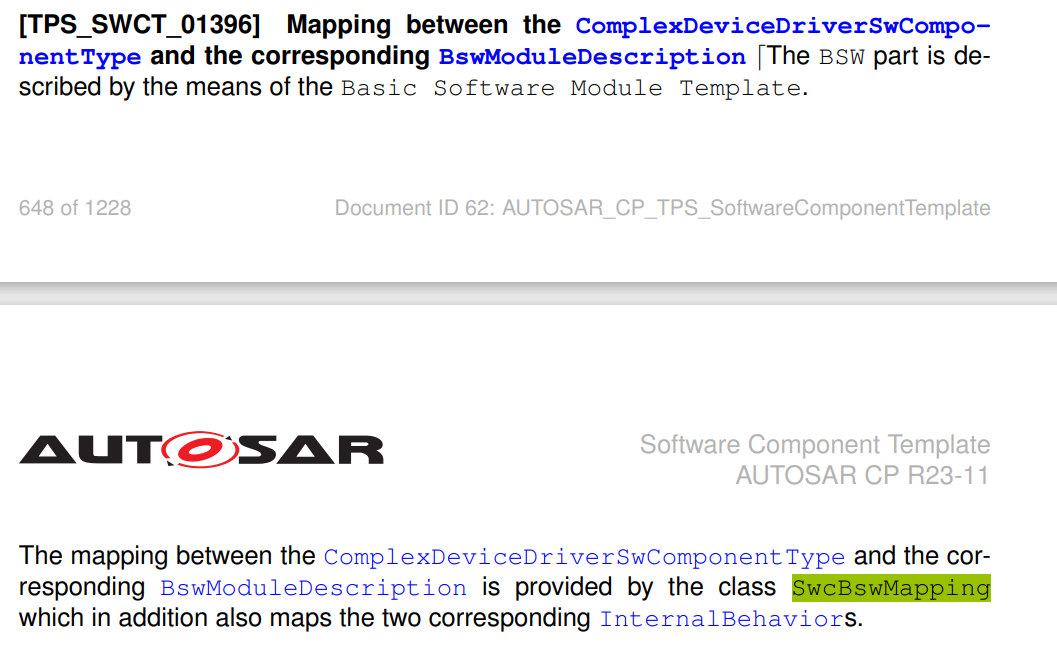 [TPS_SWCT_01396] Mapping between the ComplexDeviceDriverSwCompo-
nentType and the corresponding BswModuleDescription ⌈The BSW part is de-
scribed by the means of the Basic Software Module Template.
648 of 1228 Document ID 62: AUTOSAR_CP_TPS_SoftwareComponentTemplate
AUTOSAR
Software Component Template
AUTOSAR CP R23-11
The mapping between the ComplexDeviceDriverSwComponentType and the cor-
responding BswModuleDescription is provided by the class SwcBswMapping
which in addition also maps the two corresponding InternalBehaviors.